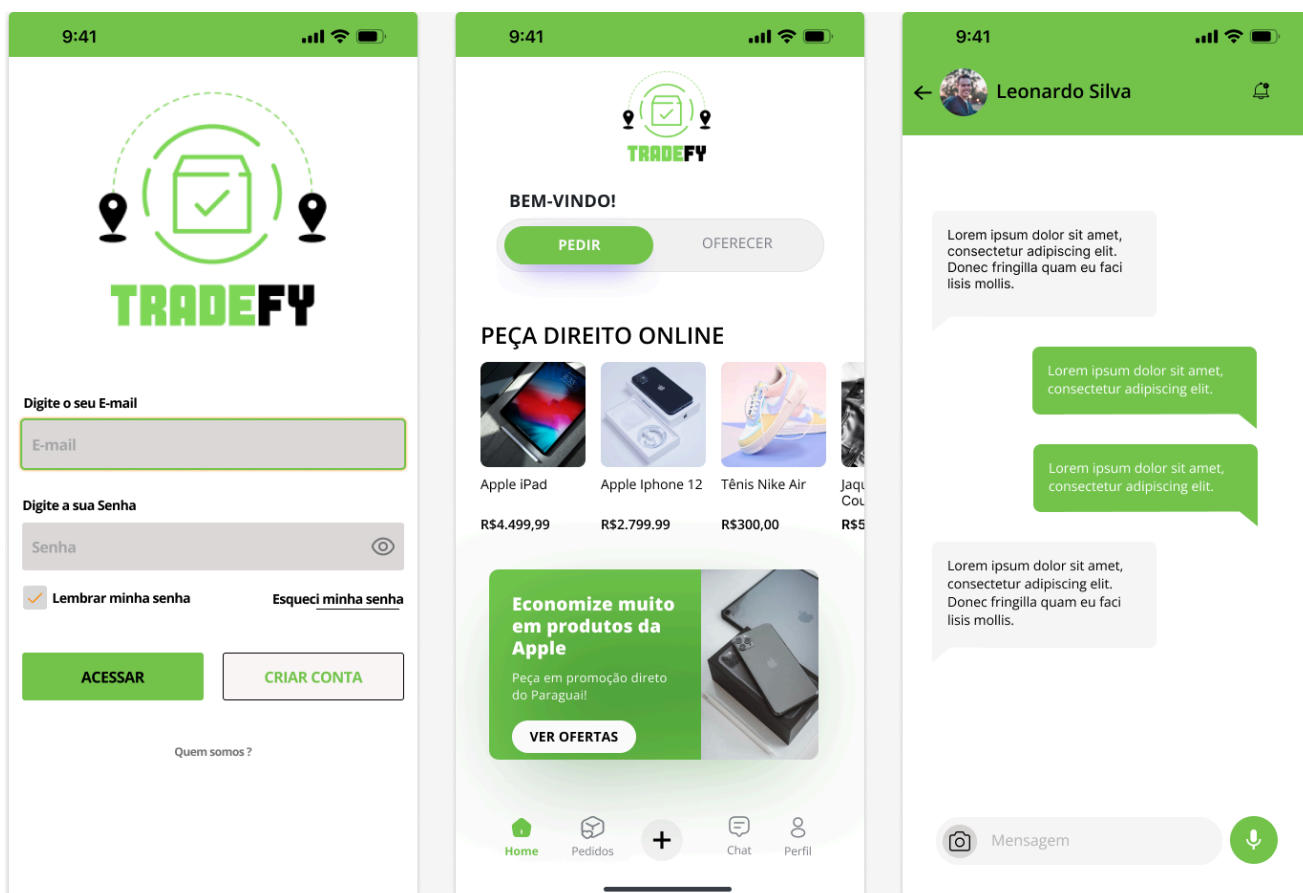 9:41
TRADEFY
Digite o seu E-mail
E-mail
Digite a sua Senha
Senha
Lembrar minha senha
Esqueci minha senha
ACESSAR
CRIAR CONTA
Quem somos ?
9:41
TRADEFY
BEM-VINDO!
PEDIR
OFERECER
PEÇA DIREITO ONLINE
Apple iPad
R$4.499,99
Apple Iphone 12
R$2.799.99
Tênis Nike Air
R$300,00
Jaqu
Cou
R$5
Economize muito
em produtos da
Apple
Peça em promoção direto
do Paraguai!
VER OFERTAS
Home
Pedidos
Chat
Perfil
9:41
Leonardo Silva
Lorem ipsum dolor sit amet,
consectetur adipiscing elit.
Donec fringilla quam eu faci
lisis mollis.
Lorem ipsum dolor sit amet,
consectetur adipiscing elit.
Lorem ipsum dolor sit amet,
consectetur adipiscing elit.
Lorem ipsum dolor sit amet,
consectetur adipiscing elit.
Donec fringilla quam eu faci
lisis mollis.
Mensagem